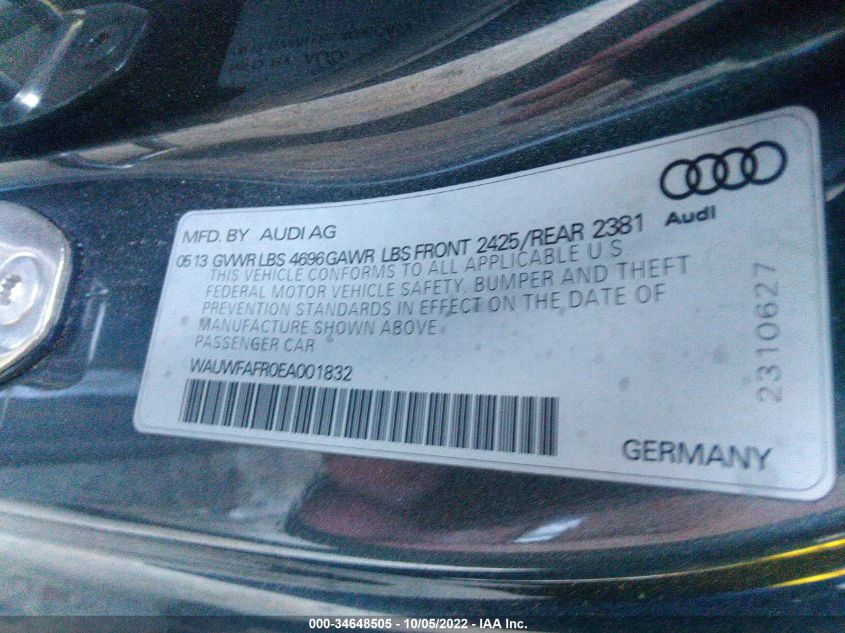 Audi
MFD. BY AUDI AG
0513 GVWR LBS 4696 GAWR LBS FRONT 2425/REAR 2381
THIS VEHICLE CONFORMS TO ALL APPLICABLE U S
FEDERAL MOTOR VEHICLE SAFETY, BUMPER AND THEFT
PREVENTION STANDARDS IN EFFECT ON THE DATE OF
MANUFACTURE SHOWN ABOVE.
PASSENGER CAR
WAUWFAFR0EA001832
2310627
GERMANY
000-34648505 - 10/05/2022 - IAA Inc.